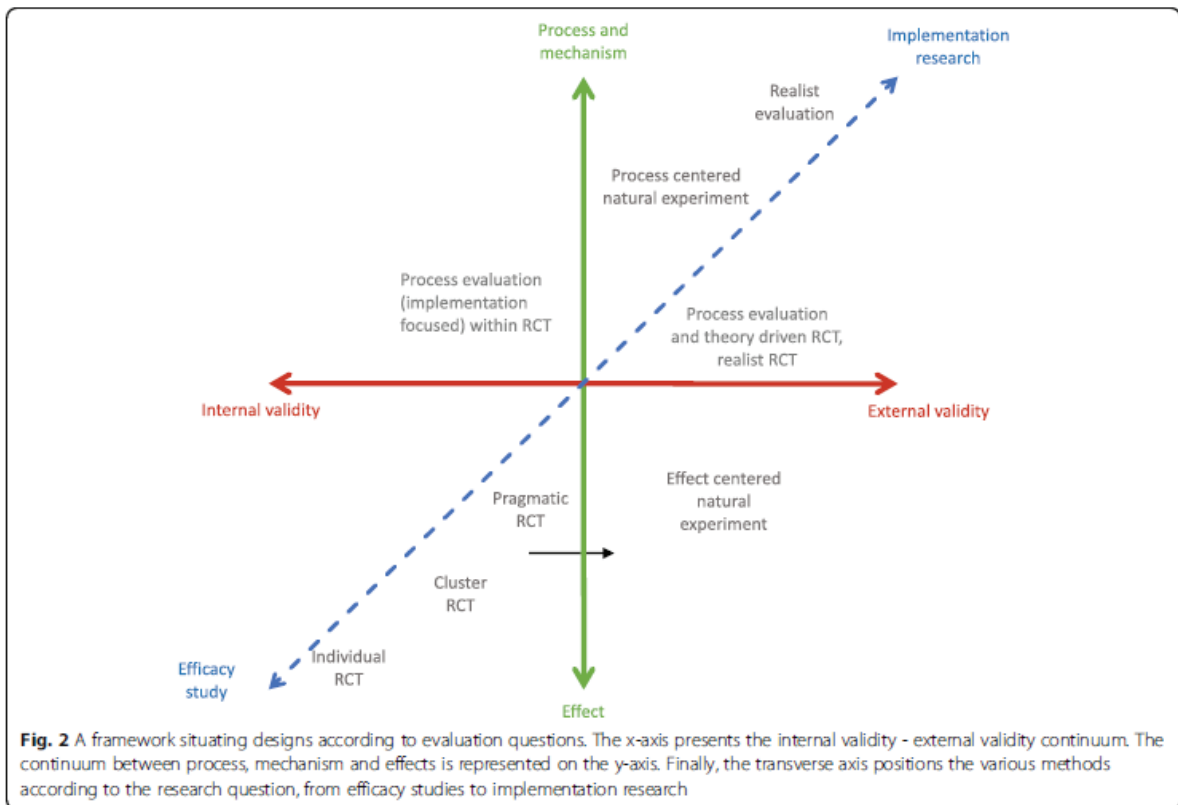 Process and
mechanism
Implementation
research
Realist
evaluation
Process centered
natural experiment
Process evaluation
(implementation
focused) within RCT
Process evaluation
and theory driven RCT,
realist RCT
Internal validity
External validity
Effect centered
natural
experiment
Pragmatic
RCT
Cluster
RCT
Individual
RCT
Efficacy
study
Effect
Fig. 2 A framework situating designs according to evaluation questions. The x-axis presents the internal validity - external validity continuum. The
continuum between process, mechanism and effects is represented on the y-axis. Finally, the transverse axis positions the various methods
according to the research question, from efficacy studies to implementation research